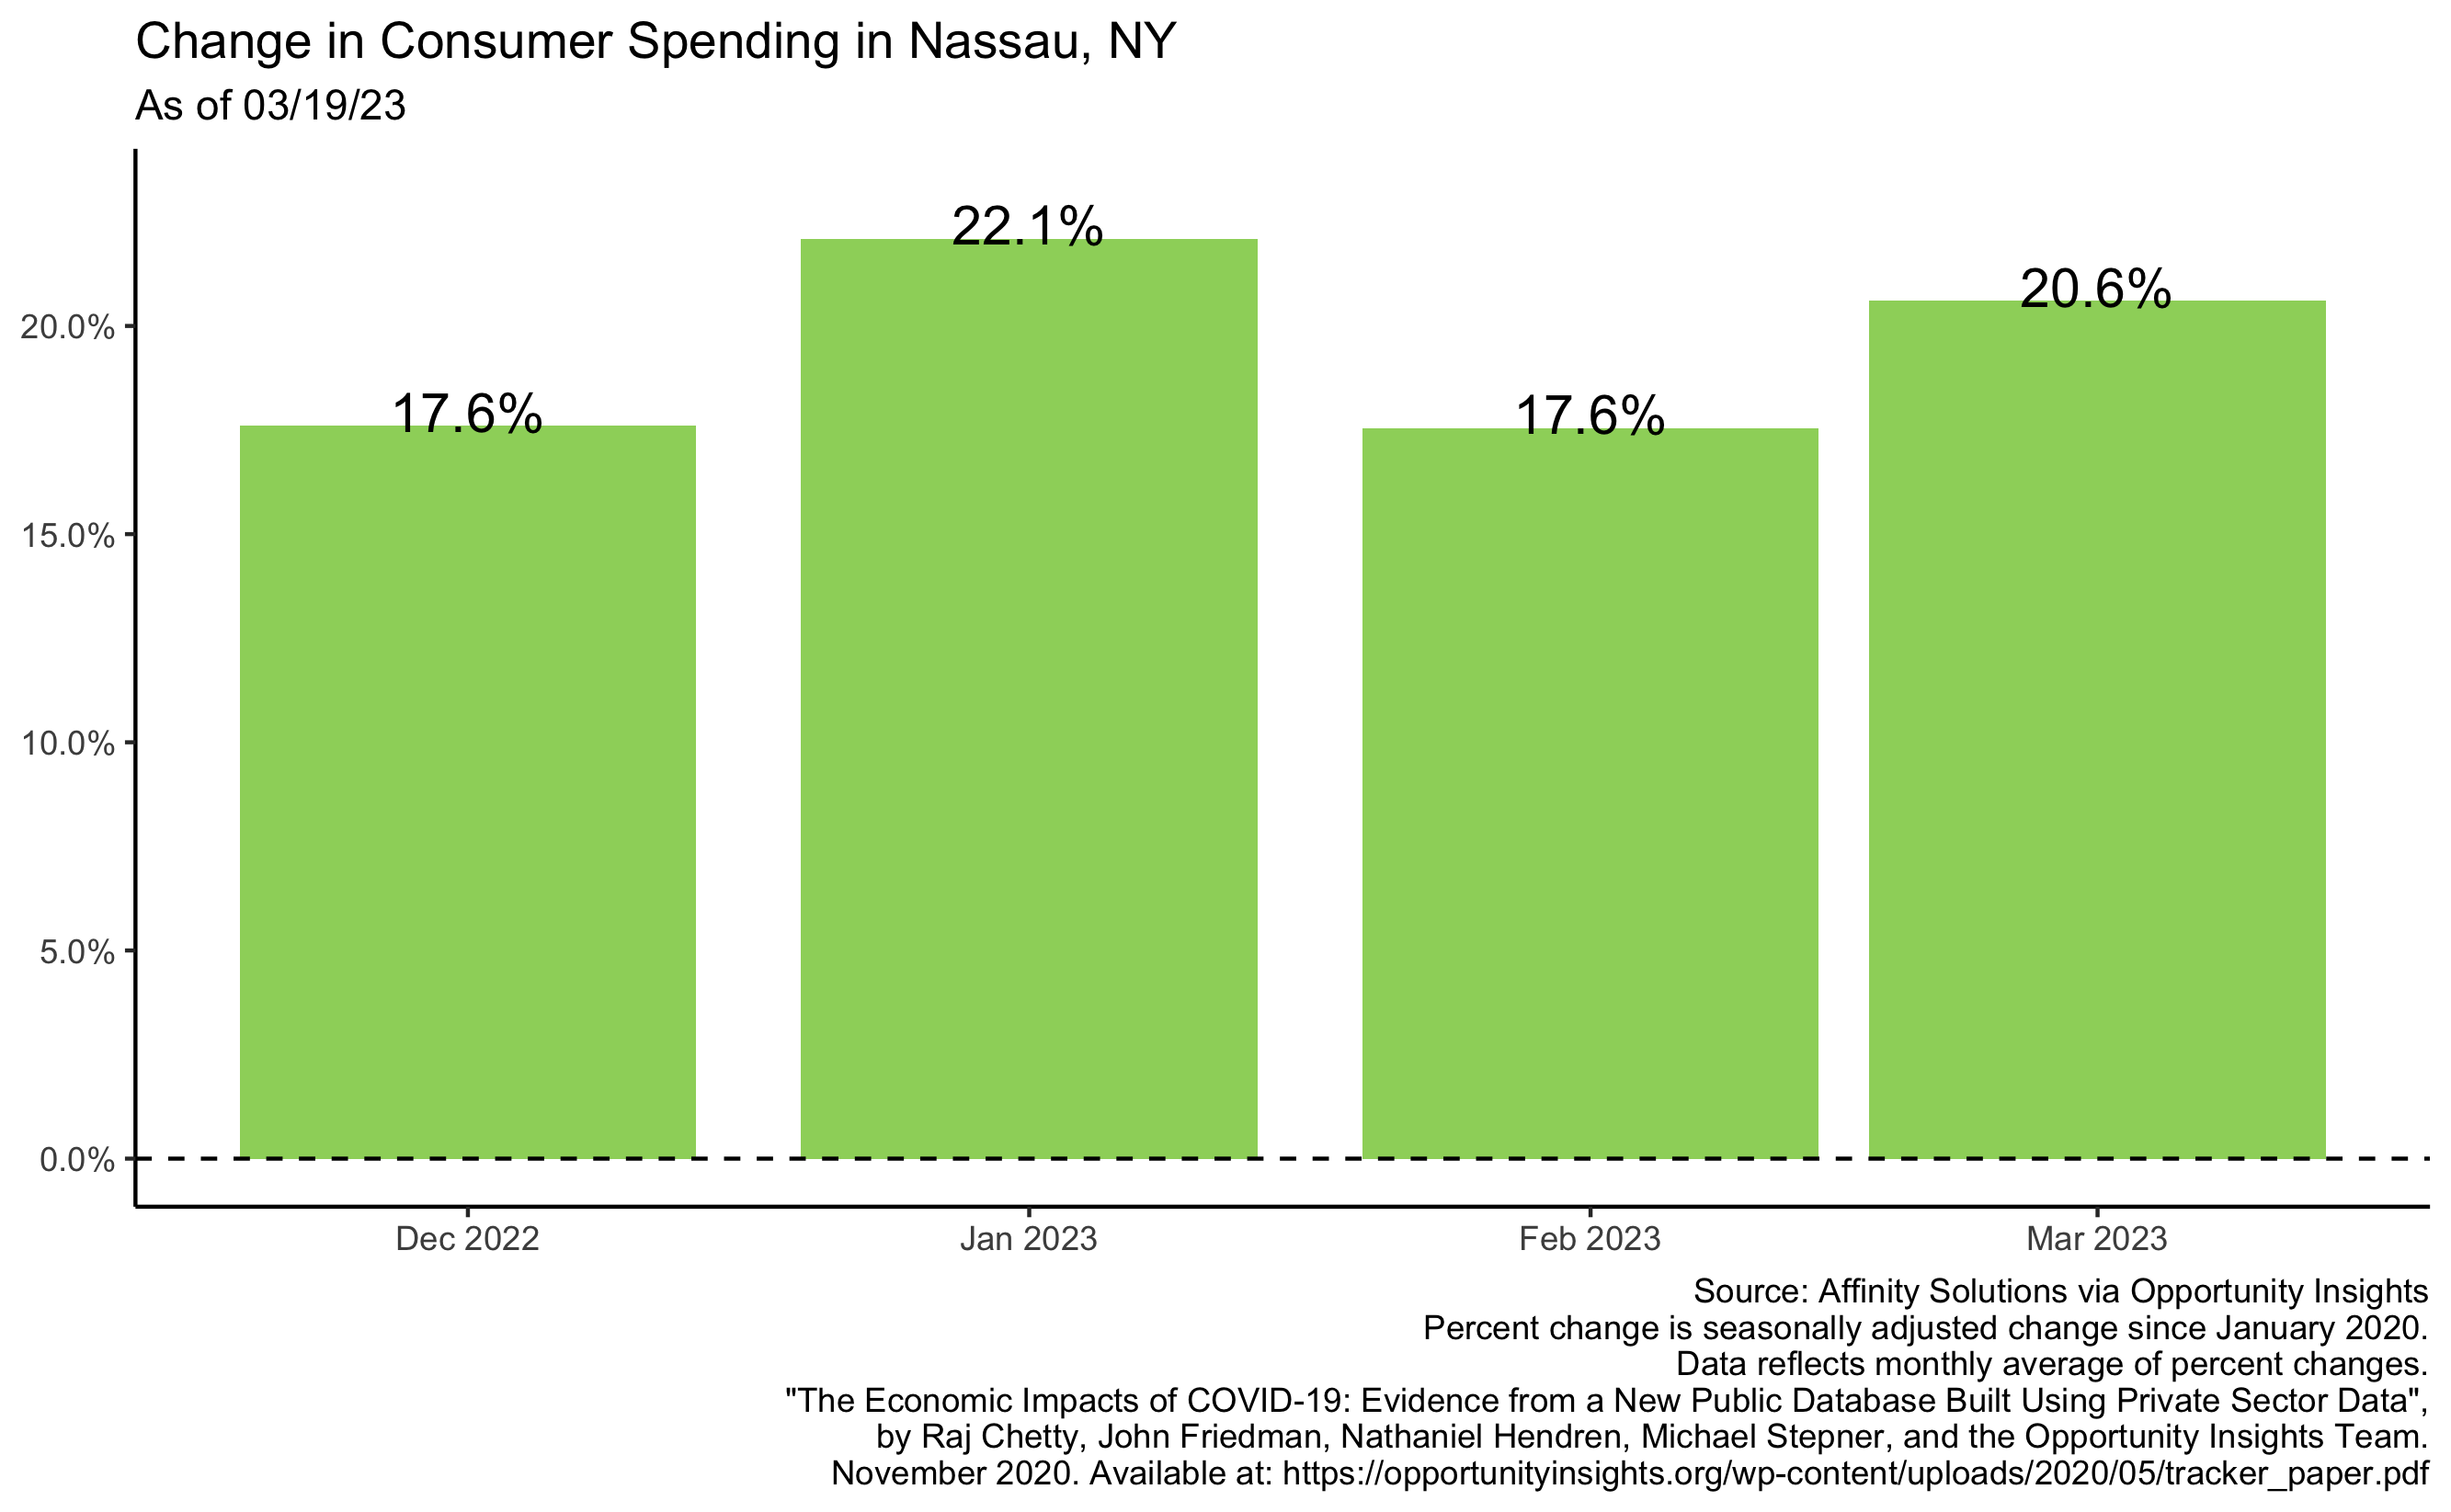 Change in Consumer Spending in Nassau, NY
As of 03/19/23
22.1%
20.6%
17.6%
17.6%
20.0%
15.0%
10.0%
5.0%
0.0%
Dec 2022
Jan 2023
Feb 2023
Mar 2023
Source: Affinity Solutions via Opportunity Insights
Percent change is seasonally adjusted change since January 2020.
Data reflects monthly average of percent changes.
"The Economic Impacts of COVID-19: Evidence from a New Public Database Built Using Private Sector Data",
by Raj Chetty, John Friedman, Nathaniel Hendren, Michael Stepner, and the Opportunity Insights Team.
November 2020. Available at: https://opportunityinsights.org/wp-content/uploads/2020/05/tracker_paper.pdf